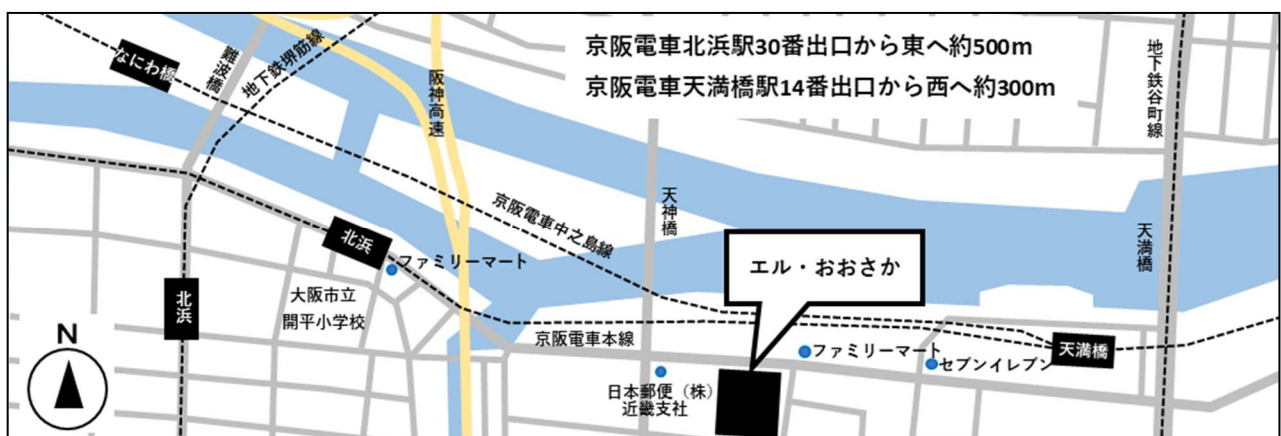 京阪電車北浜駅30番出口から東へ約500m
京阪電車天満橋駅14番出口から西へ約300m
なにわ橋
難波橋
地下鉄堺筋線
阪神高速
地下鉄谷町線
京阪電車中之島線
天神橋
天満橋
北浜
ファミリーマート
エル・おおさか
北浜
大阪市立
開平小学校
N
京阪電車本線
ファミリーマート
セブンイレブン
天満橋
日本郵便（株）
近畿支社